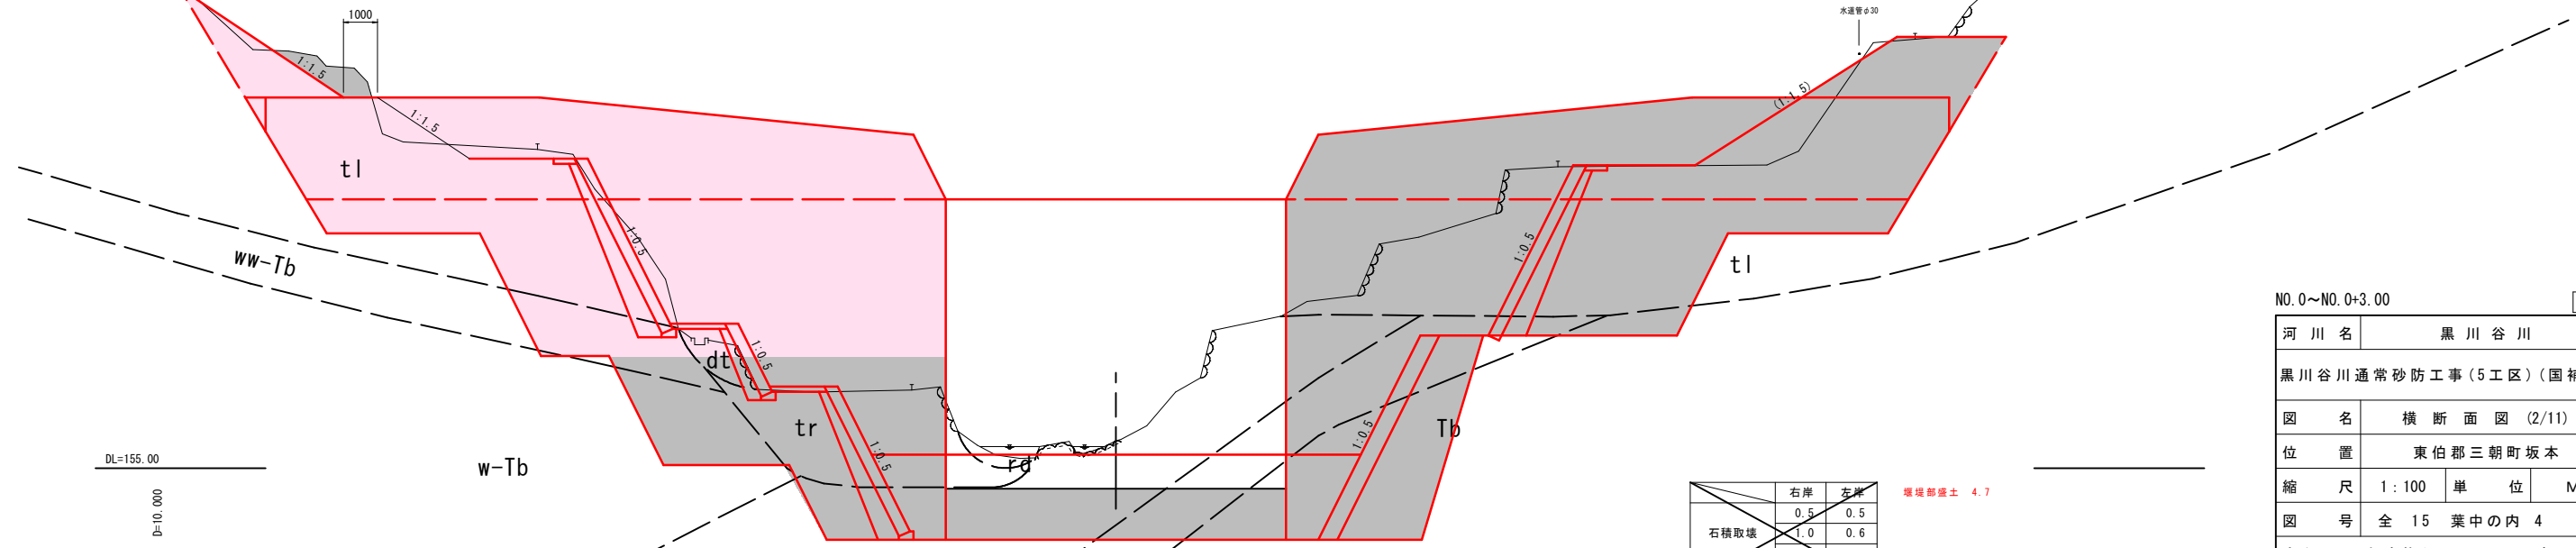 1000
水道管φ30
1:1.5
1:1.5
(1:1.5)
tl
1:0.5
1:0.5
tl
ww-Tb
NO.0～NO.0+3.00
河川名 黒川谷川
黒川谷川通常砂防工事(5工区)(国補
dt
1:0.5
図名 横断面図 (2/11)
tr
1:0.5
1:0.5
Tb
DL=155.00
w-Tb
rd
位置 東伯郡三朝町坂本
縮尺 1:100 単位 M
D=10.000
右岸 左岸
堰堤部盛土 4.7
0.5 0.5
石積取壊 1.0 0.6
図号 全 15 葉中の内 4